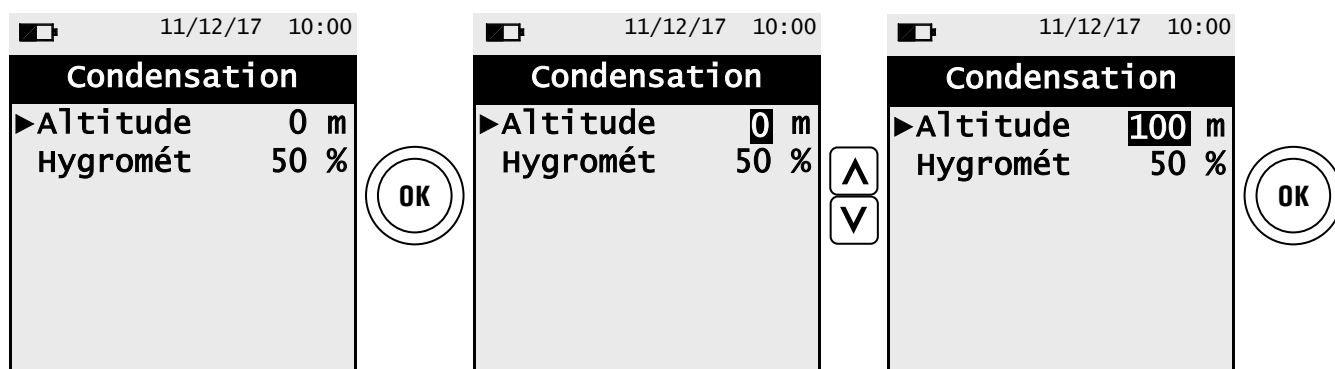 11/12/17 10:00
Condensation
►Altitude 0 m
Hygromét 50 %
OK
11/12/17 10:00
Condensation
►Altitude 0 m
Hygromét 50 %
11/12/17 10:00
Condensation
►Altitude 100 m
Hygromét 50 %
OK